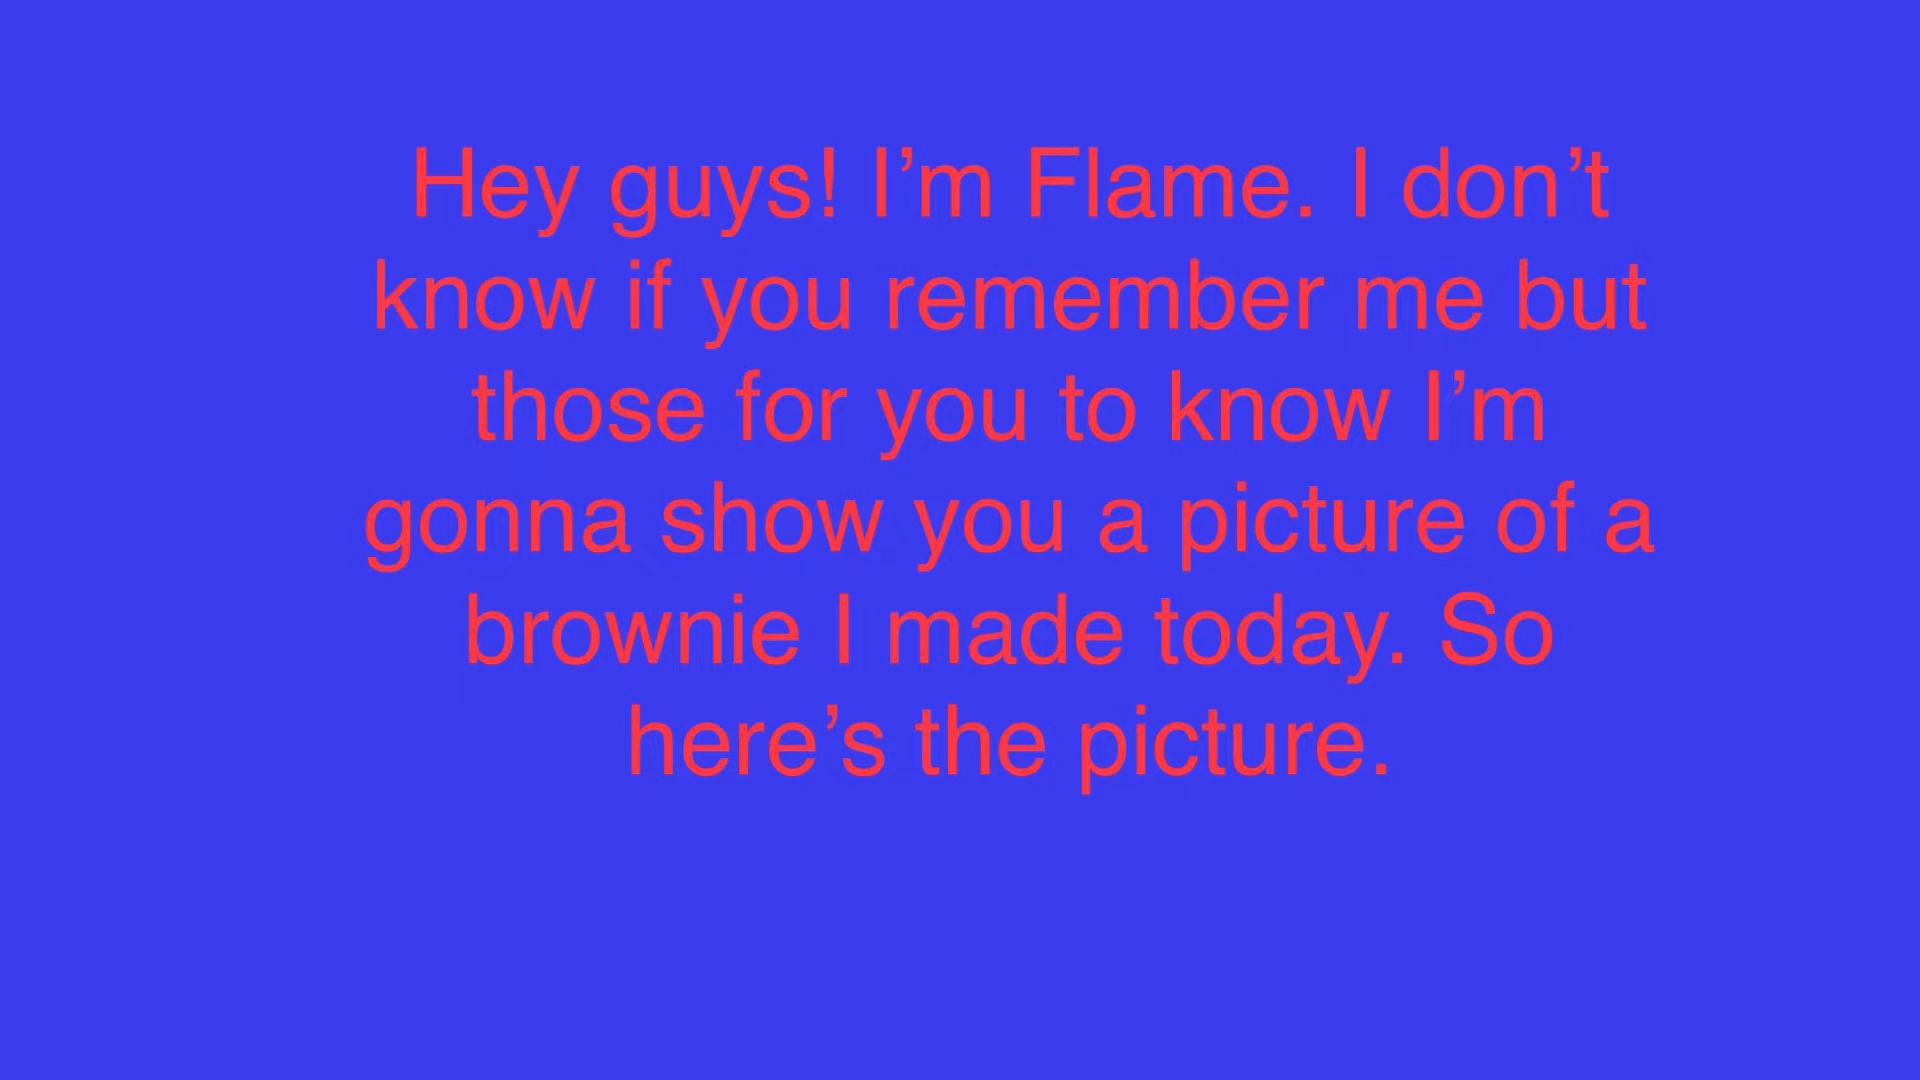 Hey guys! I’m Flame. I don’t
know if you remember me but
those for you to know I’m
gonna show you a picture of a
brownie I made today. So
here’s the picture.